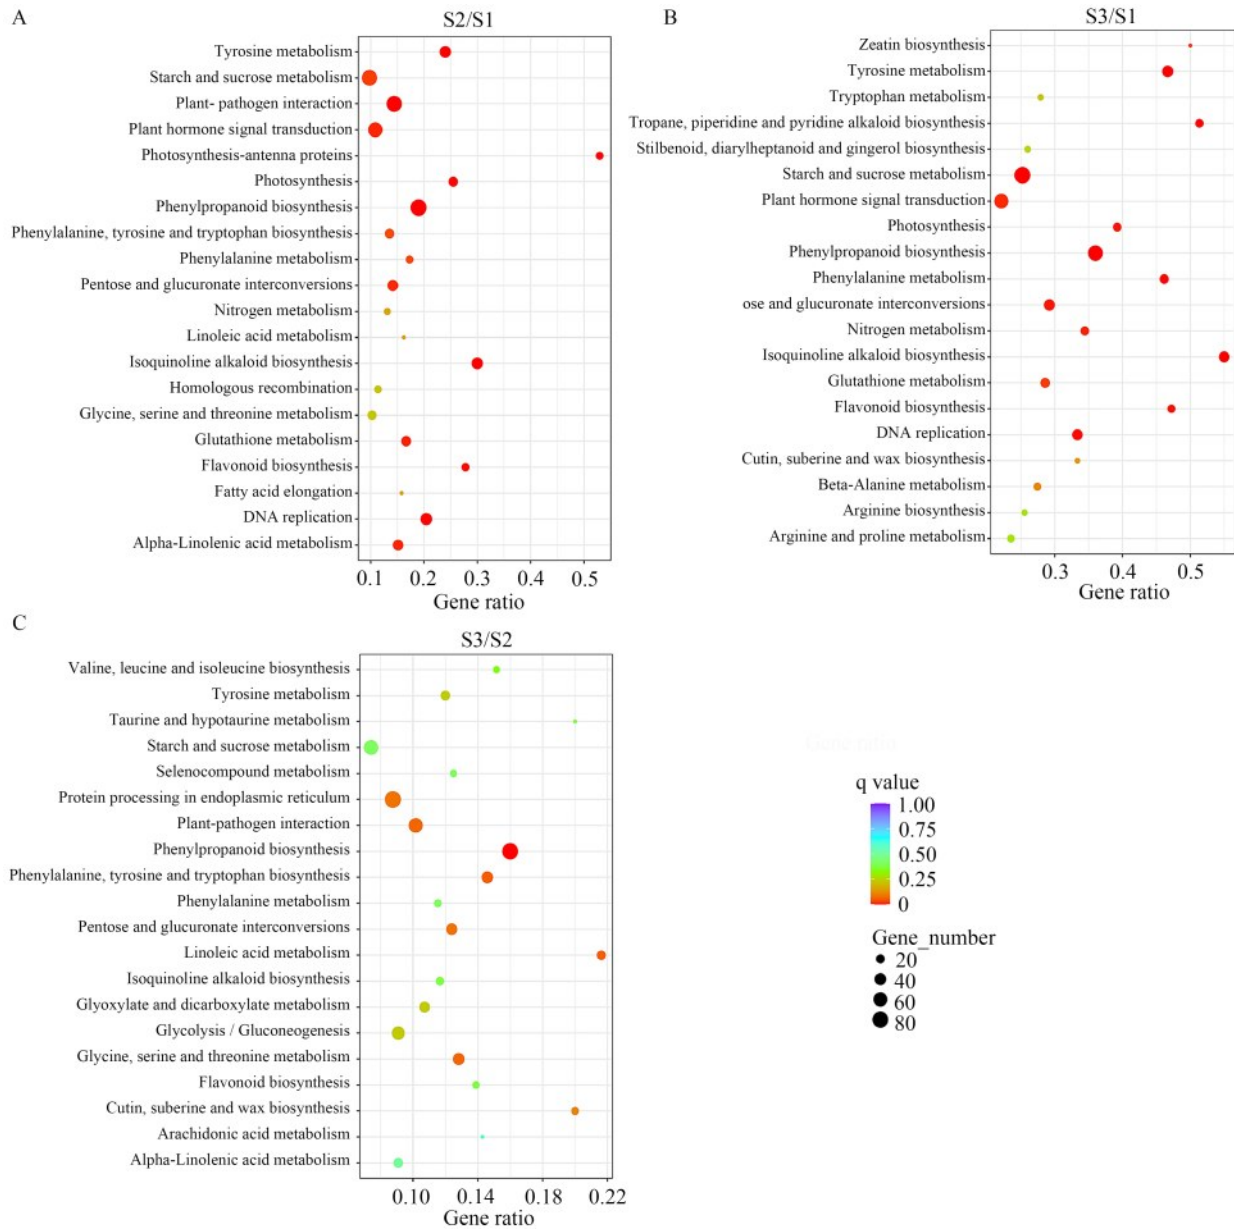 A
S2/S1
Tyrosine metabolism
Starch and sucrose metabolism
Plant- pathogen interaction
Plant hormone signal transduction
Photosynthesis-antenna proteins
Photosynthesis
Phenylpropanoid biosynthesis
Phenylalanine, tyrosine and tryptophan biosynthesis
Phenylalanine metabolism
Pentose and glucuronate interconversions
Nitrogen metabolism
Linoleic acid metabolism
Isoquinoline alkaloid biosynthesis
Homologous recombination
Glycine, serine and threonine metabolism
Glutathione metabolism
Flavonoid biosynthesis
Fatty acid elongation
DNA replication
Alpha-Linolenic acid metabolism
0.1 0.2 0.3 0.4 0.5
Gene ratio
B
S3/S1
Zeatin biosynthesis
Tyrosine metabolism
Tryptophan metabolism
Tropane, piperidine and pyridine alkaloid biosynthesis
Stilbenoid, diarylheptanoid and gingerol biosynthesis
Starch and sucrose metabolism
Plant hormone signal transduction
Photosynthesis
Phenylpropanoid biosynthesis
Phenylalanine metabolism
ose and glucuronate interconversions
Nitrogen metabolism
Isoquinoline alkaloid biosynthesis
Glutathione metabolism
Flavonoid biosynthesis
DNA replication
Cutin, suberine and wax biosynthesis
Beta-Alanine metabolism
Arginine biosynthesis
Arginine and proline metabolism
0.3 0.4 0.5
Gene ratio
C
S3/S2
Valine, leucine and isoleucine biosynthesis
Tyrosine metabolism
Taurine and hypotaurine metabolism
Starch and sucrose metabolism
Selenocompound metabolism
Protein processing in endoplasmic reticulum
Plant-pathogen interaction
Phenylpropanoid biosynthesis
Phenylalanine, tyrosine and tryptophan biosynthesis
Phenylalanine metabolism
Pentose and glucuronate interconversions
Linoleic acid metabolism
Isoquinoline alkaloid biosynthesis
Glyoxylate and dicarboxylate metabolism
Glycolysis / Gluconeogenesis
Glycine, serine and threonine metabolism
Flavonoid biosynthesis
Cutin, suberine and wax biosynthesis
Arachidonic acid metabolism
Alpha-Linolenic acid metabolism
0.10 0.14 0.18 0.22
Gene ratio
Gene ratio
q value
1.00
0.75
0.50
0.25
0
Gene_number
20
40
60
80